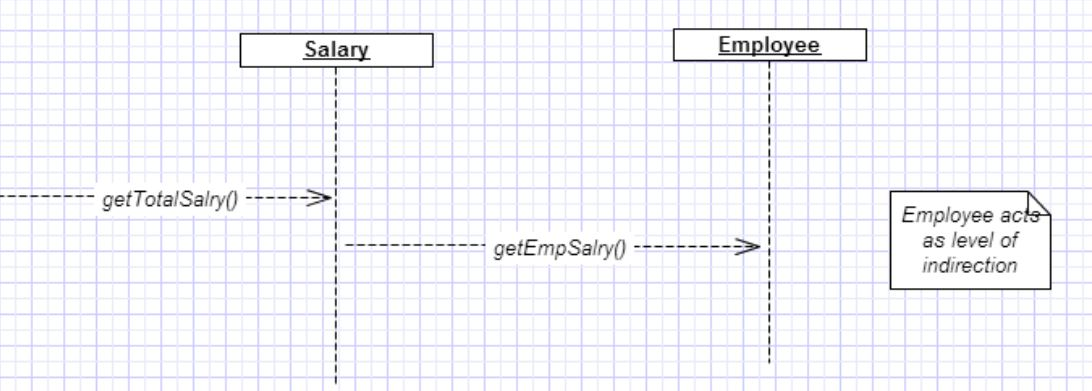 Salary
Employee
getTotalSalry()
getEmpSalry()
Employee acts
as level of
indirection